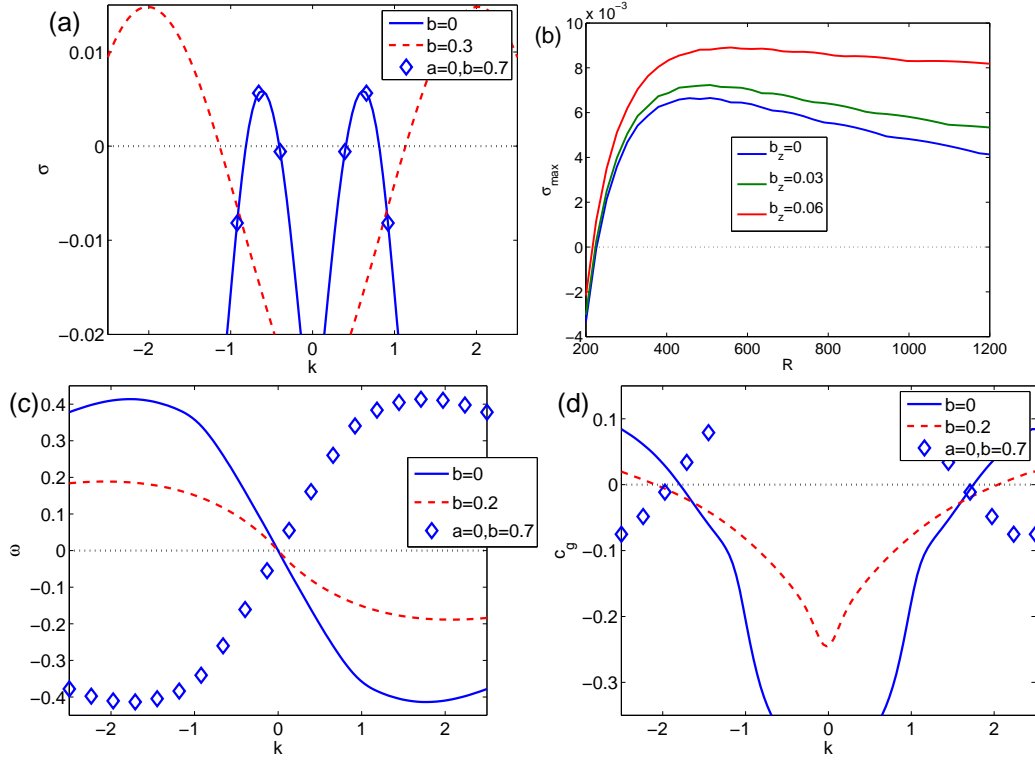 (a)
b=0
b=0.3
a=0,b=0.7
0.01
0
−0.01
−0.02
σ
−2
−1
0
1
2
k
x 10⁻³
(b)
10
8
6
4
2
0
−2
−4
σmax
b_z=0
b_z=0.03
b_z=0.06
200
400
600
800
1000
1200
R
(c)
ω
0.4
0.3
0.2
0.1
0
−0.1
−0.2
−0.3
−0.4
b=0
b=0.2
a=0,b=0.7
−2
−1
0
1
2
k
(d)
b=0
b=0.2
a=0,b=0.7
0.1
0
−0.1
−0.2
−0.3
c_g
−2
−1
0
1
2
k